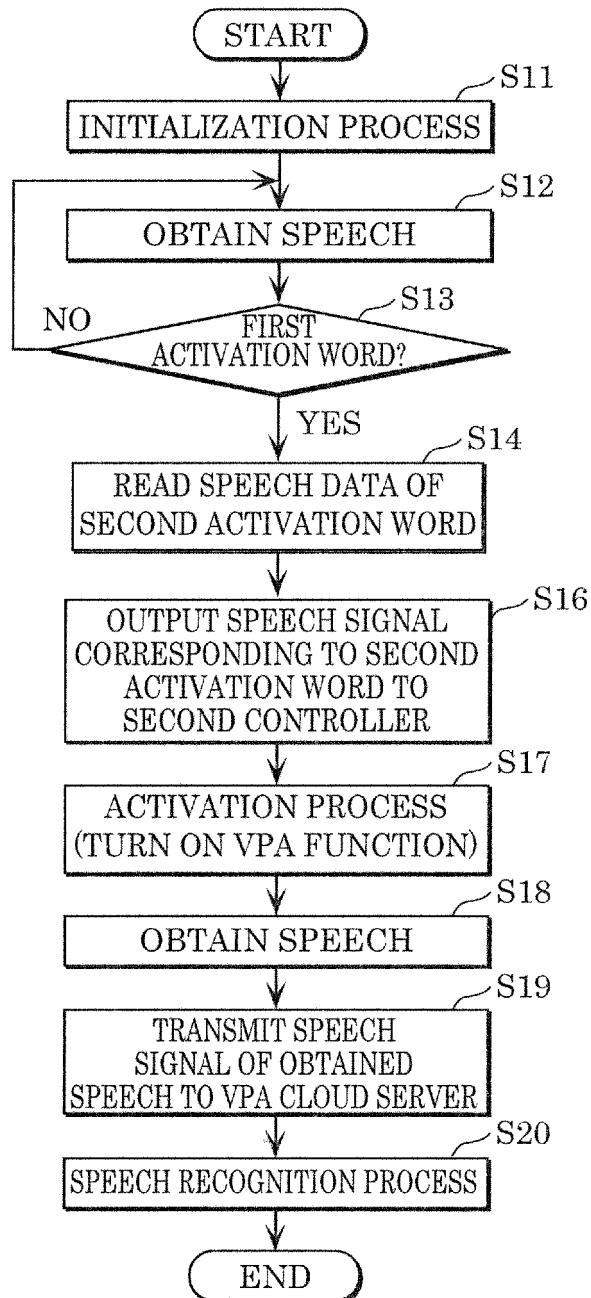 START
S11
INITIALIZATION PROCESS
S12
OBTAIN SPEECH
S13
NO
FIRST
ACTIVATION WORD?
YES
S14
READ SPEECH DATA OF
SECOND ACTIVATION WORD
S16
OUTPUT SPEECH SIGNAL
CORRESPONDING TO SECOND
ACTIVATION WORD TO
SECOND CONTROLLER
S17
ACTIVATION PROCESS
(TURN ON VPA FUNCTION)
S18
OBTAIN SPEECH
S19
TRANSMIT SPEECH
SIGNAL OF OBTAINED
SPEECH TO VPA CLOUD SERVER
S20
SPEECH RECOGNITION PROCESS
END